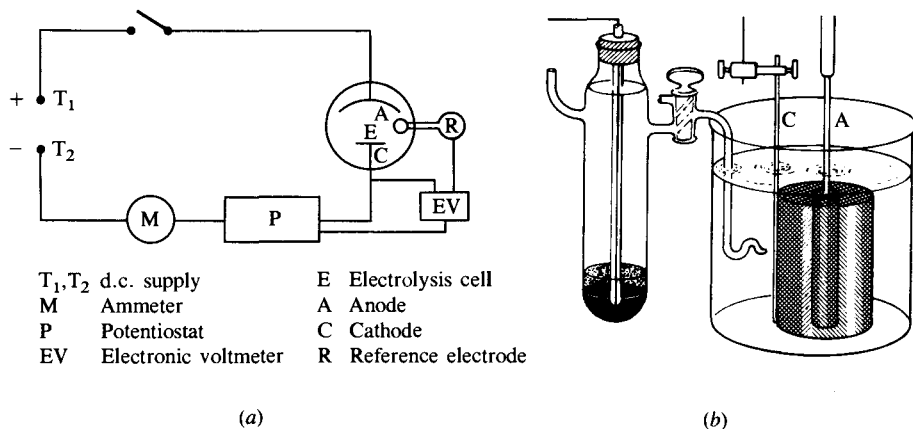 + T1
A
E
R
C
− T2
M
P
EV
T1,T2 d.c. supply
M Ammeter
P Potentiostat
EV Electronic voltmeter
E Electrolysis cell
A Anode
C Cathode
R Reference electrode
(a)
C A
(b)